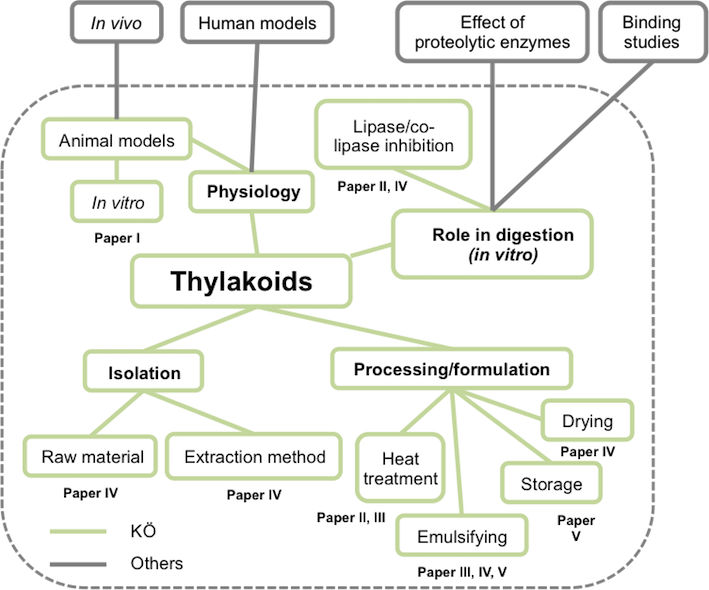 In vivo
Human models
Effect of
proteolytic enzymes
Binding
studies
Animal models
Lipase/co-
lipase inhibition
Paper II, IV
In vitro
Paper I
Physiology
Role in digestion
(in vitro)
Thylakoids
Isolation
Processing/formulation
Raw material
Paper IV
Extraction method
Paper IV
Heat
treatment
Paper II, III
Emulsifying
Paper III, IV, V
Drying
Paper IV
Storage
Paper
V
KÖ
Others